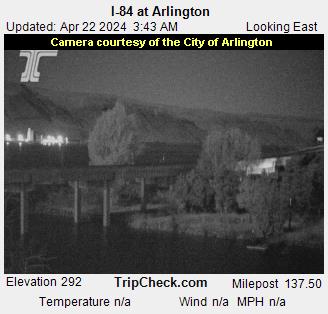 I-84 at Arlington
Updated: Apr 22 2024 3:43 AM Looking East
Camera courtesy of the City of Arlington
Elevation 292 TripCheck.com Milepost 137.50
Temperature n/a Wind n/a MPH n/a